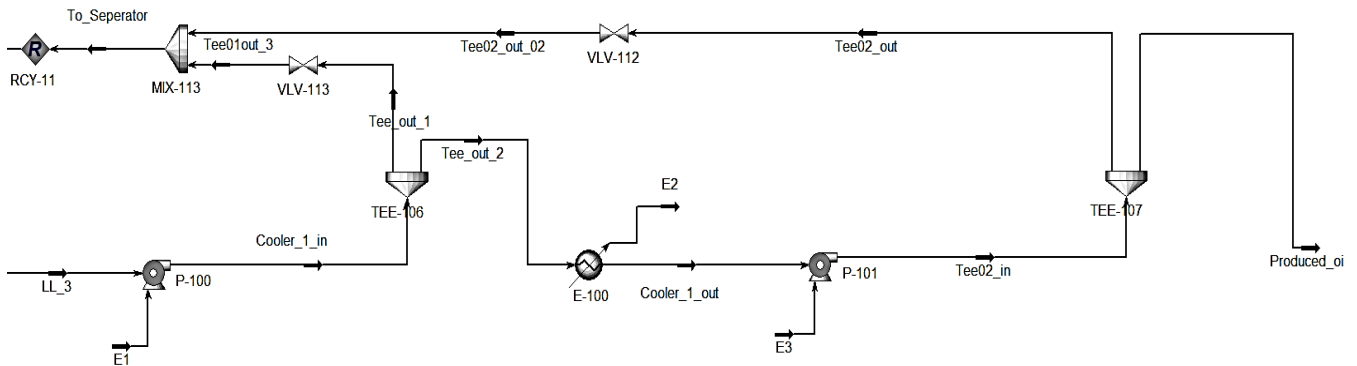 To_Seperator
R
RCY-11
MIX-113
Tee01out_3
VLV-113
Tee02_out_02
VLV-112
Tee02_out
Tee_out_1
Tee_out_2
TEE-106
E2
TEE-107
Cooler_1_in
LL_3
P-100
E1
E-100
Cooler_1_out
P-101
E3
Tee02_in
Produced_oi